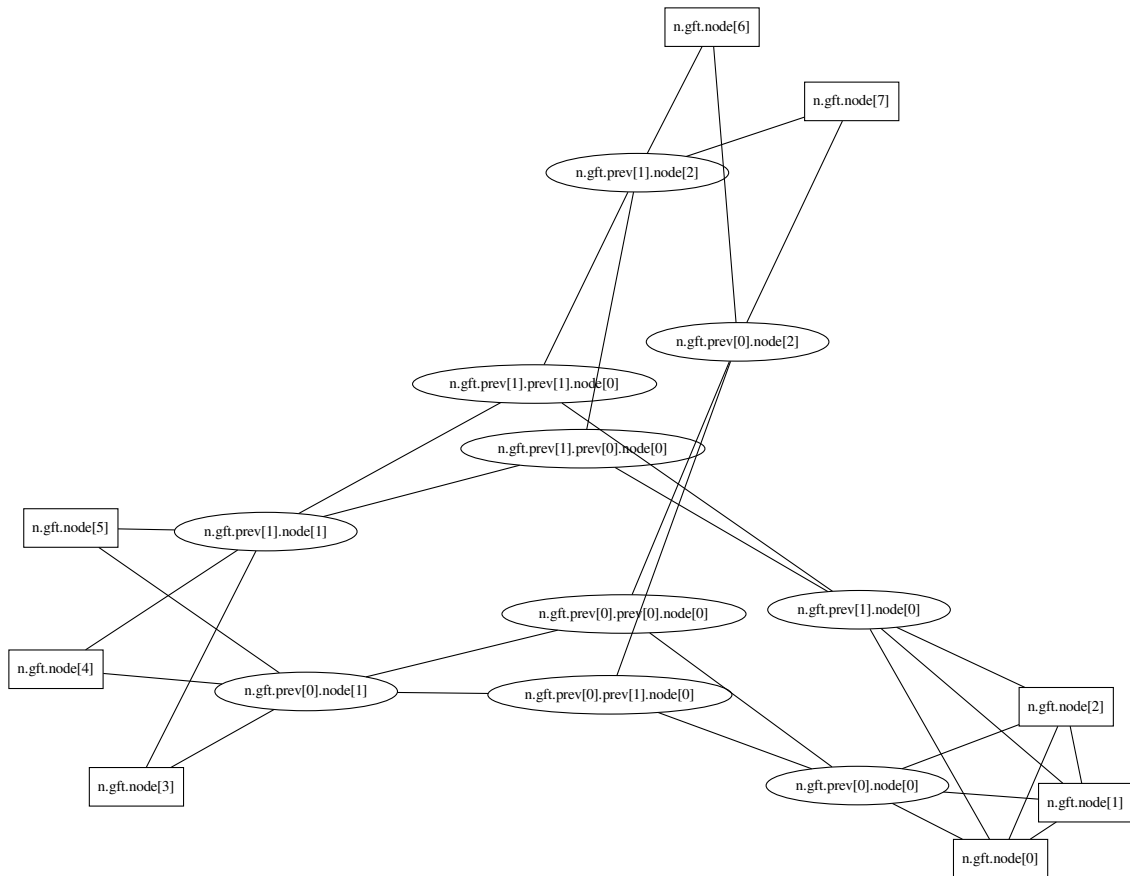 n.gft.node[6]
n.gft.node[7]
n.gft.prev[1].node[2]
n.gft.prev[0].node[2]
n.gft.prev[1].prev[1].node[0]
n.gft.prev[1].prev[0].node[0]
n.gft.node[5]
n.gft.prev[1].node[1]
n.gft.prev[0].prev[0].node[0]
n.gft.prev[1].node[0]
n.gft.node[4]
n.gft.prev[0].node[1]
n.gft.prev[0].prev[1].node[0]
n.gft.node[2]
n.gft.node[3]
n.gft.prev[0].node[0]
n.gft.node[1]
n.gft.node[0]